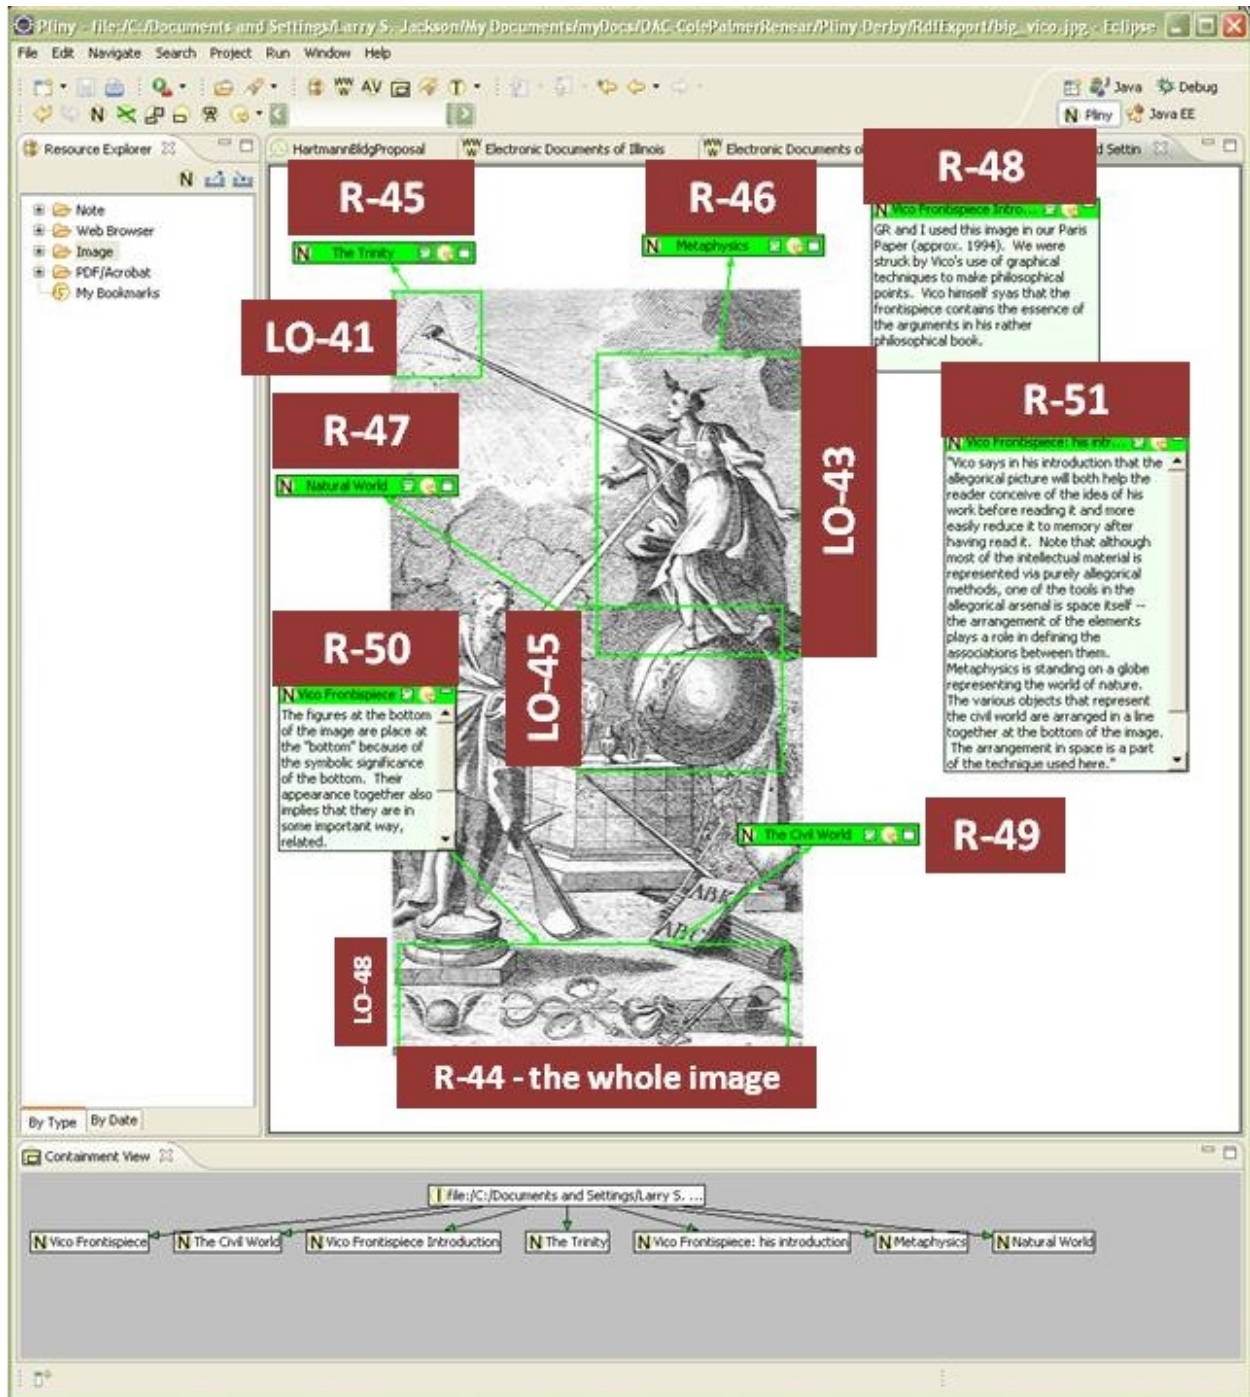 Pliny - file:/C:/Documents and Settings/Larry S. Jackson/My Documents/myDocs/DAC-ColePalmerRenear/Pliny-Derby/RdfExport/big_vico.jpg - Eclipse
File Edit Navigate Search Project Run Window Help
Java Debug
N Pliny Java EE
Resource Explorer
Note
Web Browser
Image
PDF/Acrobat
My Bookmarks
By Type By Date
HartmannBldgProposal
Electronic Documents of Illinois
Electronic Documents o
d Settin
R-45
N The Trinity
R-46
N Metaphysics
R-48
N Vico Frontispiece Intro...
GR and I used this image in our Paris
Paper (approx. 1994). We were
struck by Vico's use of graphical
techniques to make philosophical
points. Vico himself syas that the
frontispiece contains the essence of
the arguments in his rather
philosophical book.
LO-41
LO-43
R-47
N Natural World
R-51
N Vico Frontispiece: his intr...
"Vico says in his introduction that the
allegorical picture will both help the
reader conceive of the idea of his
work before reading it and more
easily reduce it to memory after
having read it. Note that although
most of the intellectual material is
represented via purely allegorical
methods, one of the tools in the
allegorical arsenal is space itself --
the arrangement of the elements
plays a role in defining the
associations between them.
Metaphysics is standing on a globe
representing the world of nature.
The various objects that represent
the civil world are arranged in a line
together at the bottom of the image.
The arrangement in space is a part
of the technique used here."
LO-45
R-50
N Vico Frontispiece
The figures at the bottom
of the image are place at
the "bottom" because of
the symbolic significance
of the bottom. Their
appearance together also
implies that they are in
some important way,
related.
N The Civil World
R-49
ABC
LO-48
R-44 - the whole image
Containment View
file:/C:/Documents and Settings/Larry S. ...
N Vico Frontispiece
N The Civil World
N Vico Frontispiece Introduction
N The Trinity
N Vico Frontispiece: his introduction
N Metaphysics
N Natural World